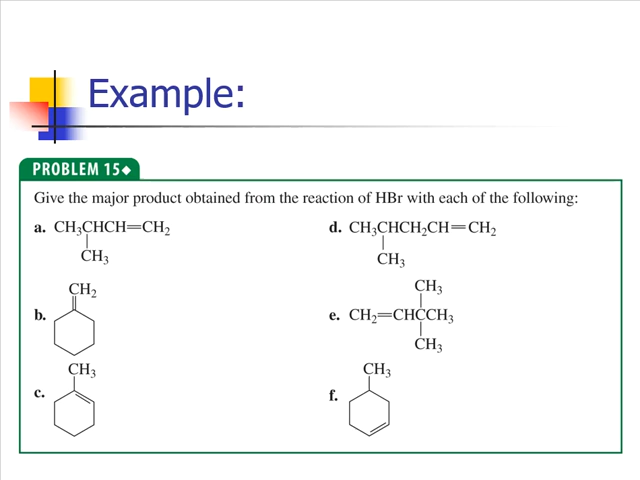 Example:
PROBLEM 15◆
Give the major product obtained from the reaction of HBr with each of the following:
a. CH₃CHCH=CH₂
CH₃
b.
CH₂
c.
CH₃
d. CH₃CHCH₂CH=CH₂
CH₃
e. CH₂=CHCCH₃
CH₃
CH₃
f.
CH₃